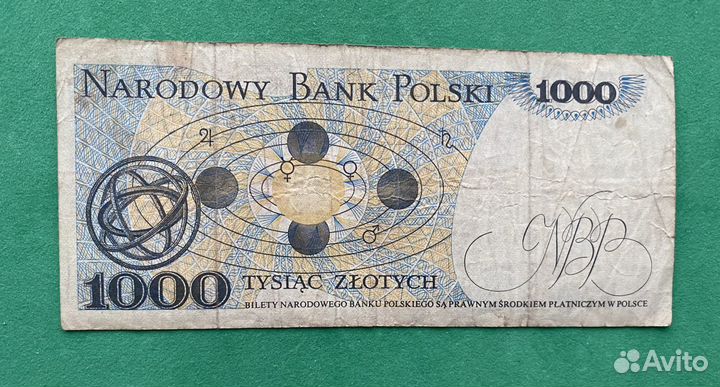 NARODOWY BANK POLSKI 1000
NBP
1000 TYSIĄC ZŁOTYCH
BILETY NARODOWEGO BANKU POLSKIEGO SĄ PRAWNYM ŚRODKIEM PŁATNICZYM W POLSCE
Avito